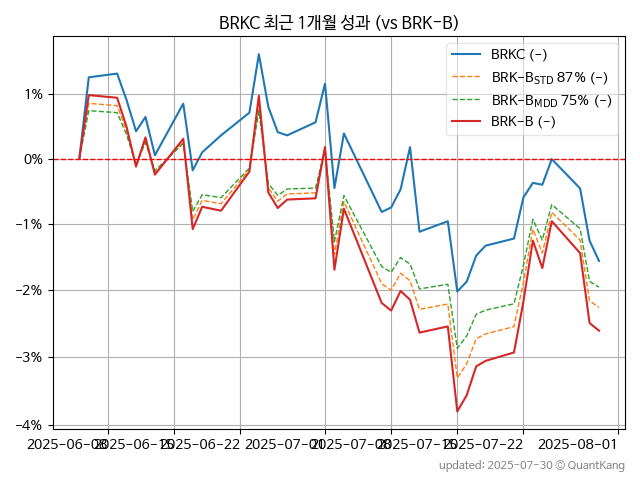 BRKC 최근 1개월 성과 (vs BRK-B)
BRKC (-)
BRK-B_STD 87% (-)
BRK-B_MDD 75% (-)
BRK-B (-)
1%
0%
-1%
-2%
-3%
-4%
2025-06-08 2025-06-15 2025-06-22 2025-07-01 2025-07-08 2025-07-15 2025-07-22 2025-08-01
updated: 2025-07-30 © QuantKang